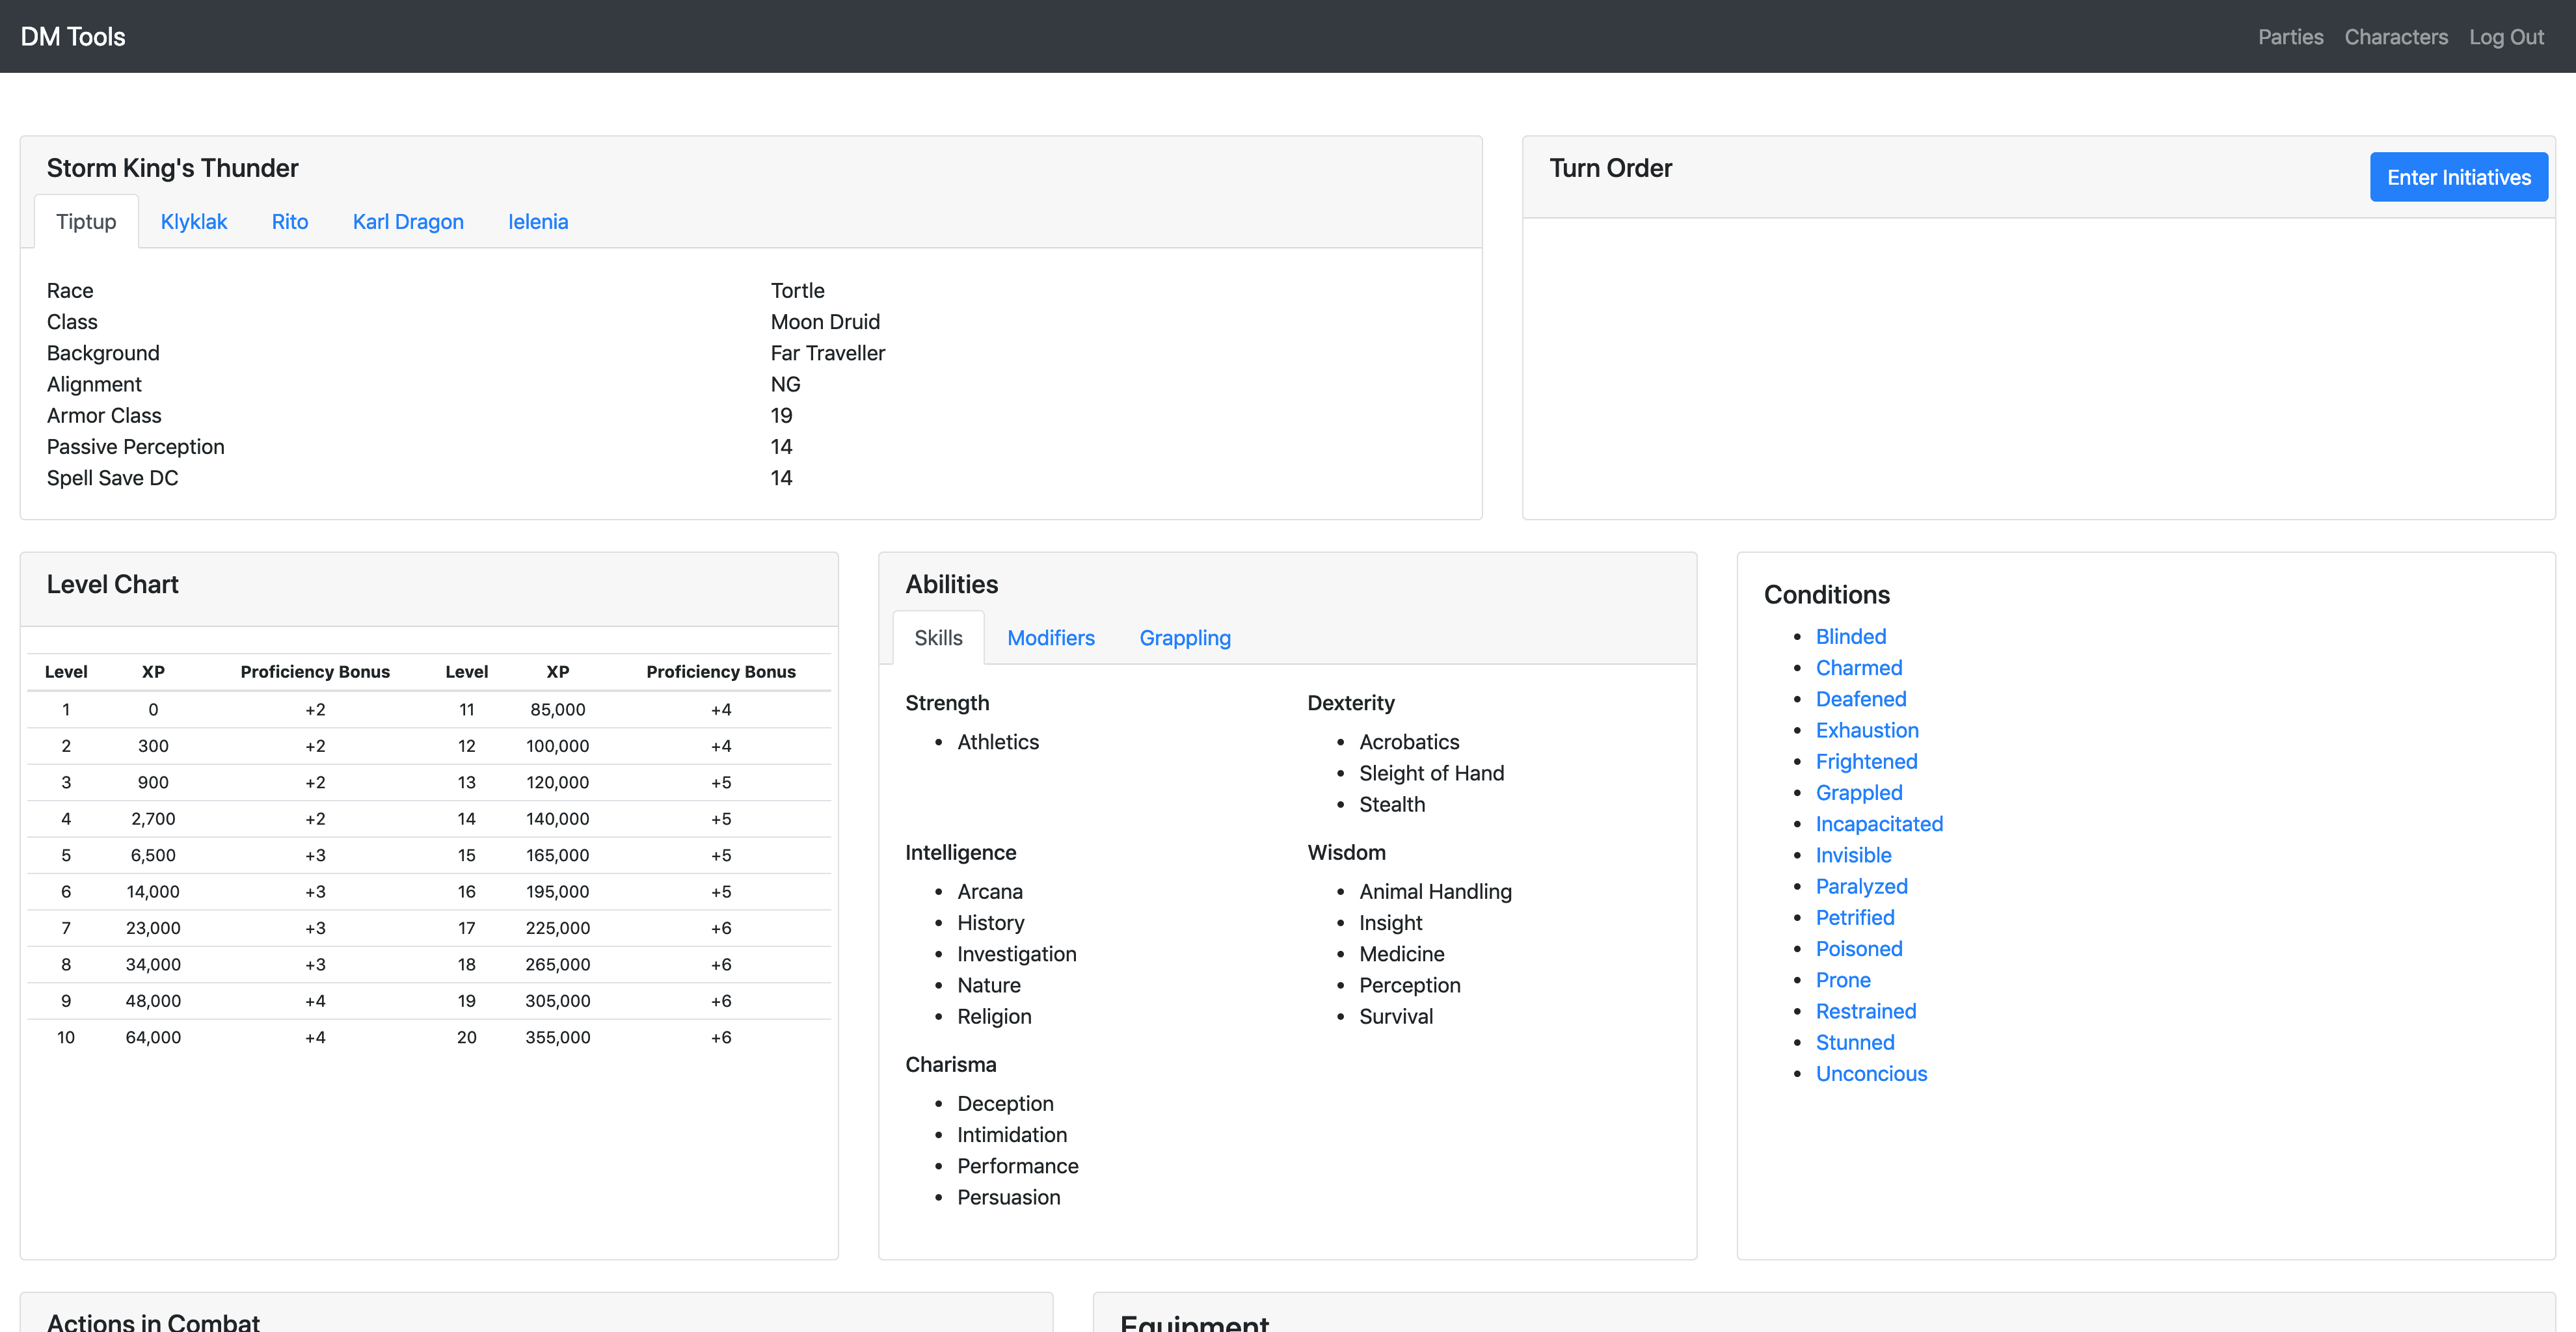 DM Tools
Parties Characters Log Out
Storm King's Thunder
Tiptup Klyklak Rito Karl Dragon Ielenia
Race Tortle
Class Moon Druid
Background Far Traveller
Alignment NG
Armor Class 19
Passive Perception 14
Spell Save DC 14
Turn Order
Enter Initiatives
Level Chart
Level XP Proficiency Bonus Level XP Proficiency Bonus
1 0 +2 11 85,000 +4
2 300 +2 12 100,000 +4
3 900 +2 13 120,000 +5
4 2,700 +2 14 140,000 +5
5 6,500 +3 15 165,000 +5
6 14,000 +3 16 195,000 +5
7 23,000 +3 17 225,000 +6
8 34,000 +3 18 265,000 +6
9 48,000 +4 19 305,000 +6
10 64,000 +4 20 355,000 +6
Abilities
Skills Modifiers Grappling
Strength
• Athletics
Dexterity
• Acrobatics
• Sleight of Hand
• Stealth
Intelligence
• Arcana
• History
• Investigation
• Nature
• Religion
Wisdom
• Animal Handling
• Insight
• Medicine
• Perception
• Survival
Charisma
• Deception
• Intimidation
• Performance
• Persuasion
Conditions
• Blinded
• Charmed
• Deafened
• Exhaustion
• Frightened
• Grappled
• Incapacitated
• Invisible
• Paralyzed
• Petrified
• Poisoned
• Prone
• Restrained
• Stunned
• Unconcious
Actions in Combat
Equipment